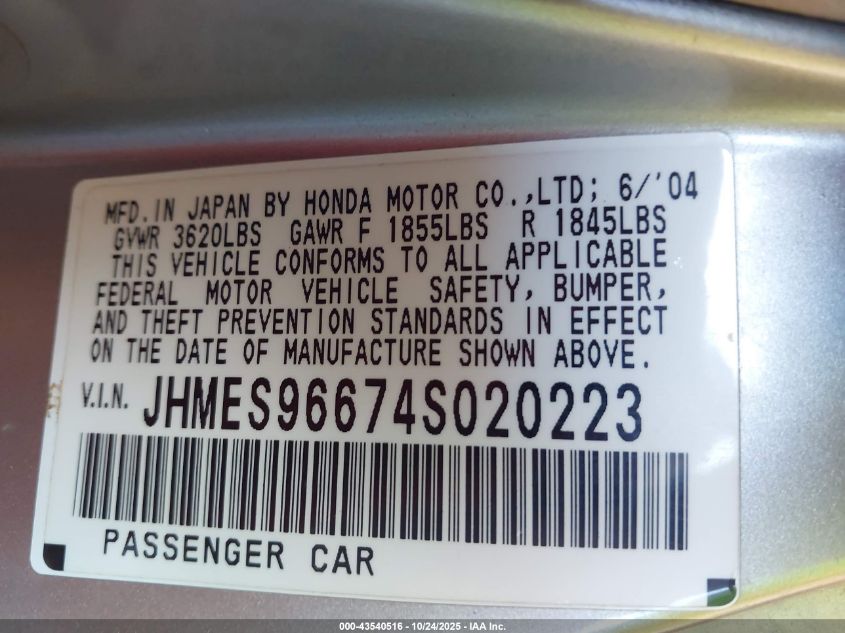 MFD. IN JAPAN BY HONDA MOTOR CO.,LTD; 6/'04
GVWR 3620LBS GAWR F 1855LBS R 1845LBS
THIS VEHICLE CONFORMS TO ALL APPLICABLE
FEDERAL MOTOR VEHICLE SAFETY, BUMPER,
AND THEFT PREVENTION STANDARDS IN EFFECT
ON THE DATE OF MANUFACTURE SHOWN ABOVE.
V.I.N. JHMES96674S020223
PASSENGER CAR
000-43540516 - 10/24/2025 - IAA Inc.